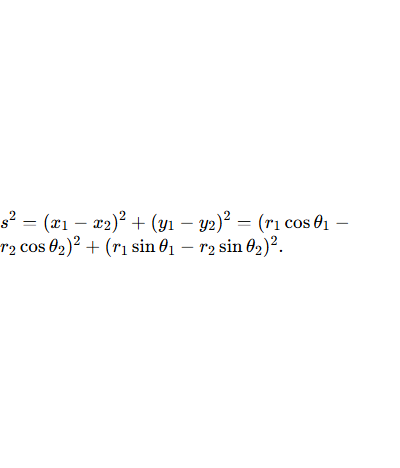 s² = (x₁ − x₂)² + (y₁ − y₂)² = (r₁ cos θ₁ −
r₂ cos θ₂)² + (r₁ sin θ₁ − r₂ sin θ₂)².